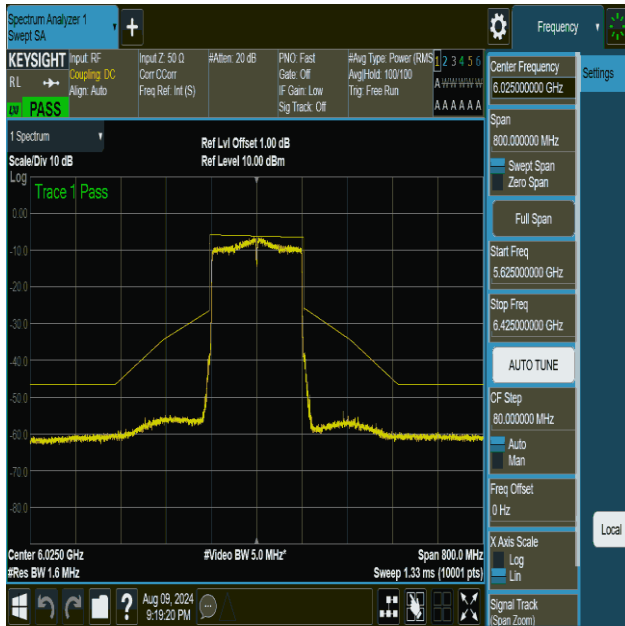 Spectrum Analyzer 1
Swept SA
+
Frequency
KEYSIGHT
RL
PASS
Input: RF
Coupling: DC
Align: Auto
Input Z: 50 Ω
Corr CCorr
Freq Ref: Int (S)
#Atten: 20 dB
PNO: Fast
Gate: Off
IF Gain: Low
Sig Track: Off
#Avg Type: Power (RMS
Avg|Hold: 100/100
Trig: Free Run
1 2 3 4 5 6
A W W W W W
A A A A A A
1 Spectrum
Scale/Div 10 dB
Ref Lvl Offset 1.00 dB
Ref Level 10.00 dBm
Log
Trace 1 Pass
0.00
-10.0
-20.0
-30.0
-40.0
-50.0
-60.0
-70.0
-80.0
Center 6.0250 GHz
#Video BW 5.0 MHz*
Span 800.0 MHz
#Res BW 1.6 MHz
Sweep 1.33 ms (10001 pts)
Aug 09, 2024
9:19:20 PM
Center Frequency
6.025000000 GHz
Settings
Span
800.000000 MHz
Swept Span
Zero Span
Full Span
Start Freq
5.625000000 GHz
Stop Freq
6.425000000 GHz
AUTO TUNE
CF Step
80.000000 MHz
Auto
Man
Freq Offset
0 Hz
Local
X Axis Scale
Log
Lin
Signal Track
(Span Zoom)